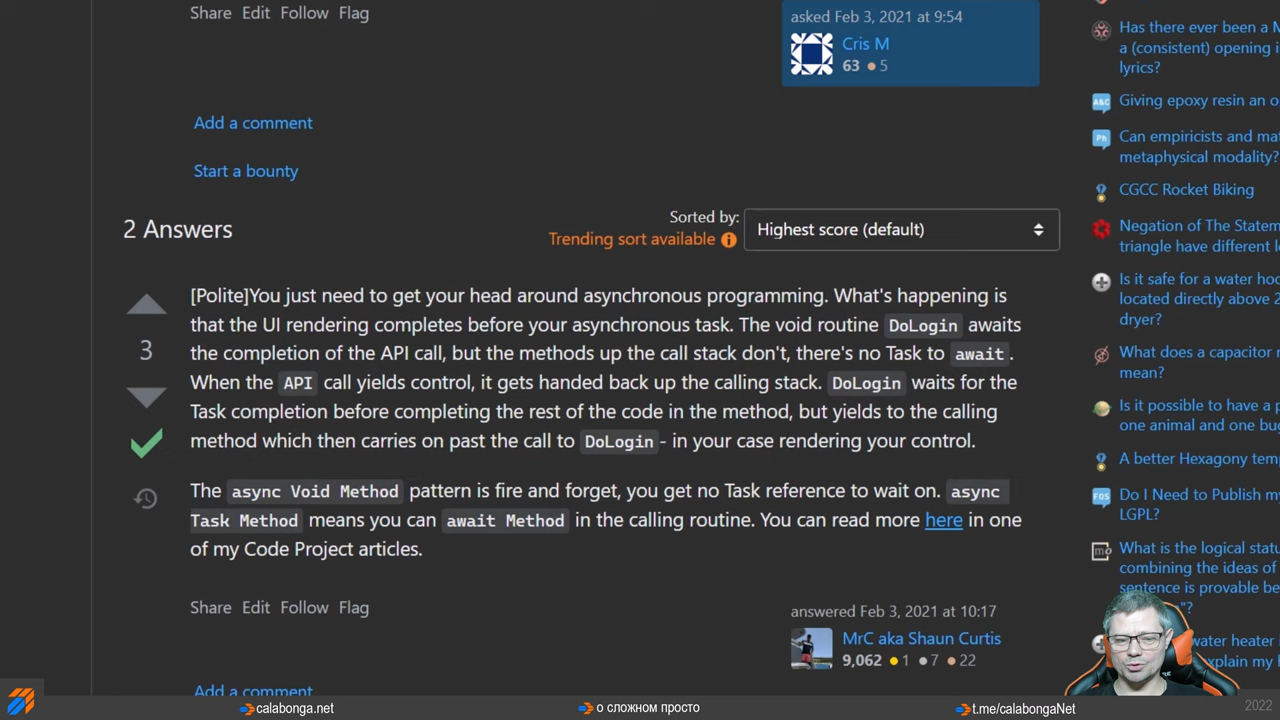 Share Edit Follow Flag
asked Feb 3, 2021 at 9:54
Cris M
63 5
Add a comment
Start a bounty
2 Answers
Sorted by:
Trending sort available
Highest score (default)
[Polite]You just need to get your head around asynchronous programming. What's happening is
that the UI rendering completes before your asynchronous task. The void routine DoLogin awaits
the completion of the API call, but the methods up the call stack don't, there's no Task to await.
When the API call yields control, it gets handed back up the calling stack. DoLogin waits for the
Task completion before completing the rest of the code in the method, but yields to the calling
method which then carries on past the call to DoLogin - in your case rendering your control.
3
The async Void Method pattern is fire and forget, you get no Task reference to wait on. async
Task Method means you can await Method in the calling routine. You can read more here in one
of my Code Project articles.
Share Edit Follow Flag
answered Feb 3, 2021 at 10:17
MrC aka Shaun Curtis
9,062 1 7 22
Add a comment
Has there ever been a M
a (consistent) opening i
lyrics?
A&C
Giving epoxy resin an o
Ph
Can empiricists and mat
metaphysical modality?
CGCC Rocket Biking
Negation of The Statem
triangle have different l
Is it safe for a water hoo
located directly above 2
dryer?
What does a capacitor r
mean?
Is it possible to have a p
one animal and one bug
A better Hexagony temp
FOS
Do I Need to Publish my
LGPL?
mo
What is the logical statu
combining the ideas of
sentence is provable be
"?
water heater
xplain my
calabonga.net
о сложном просто
t.me/calabongaNet
2022